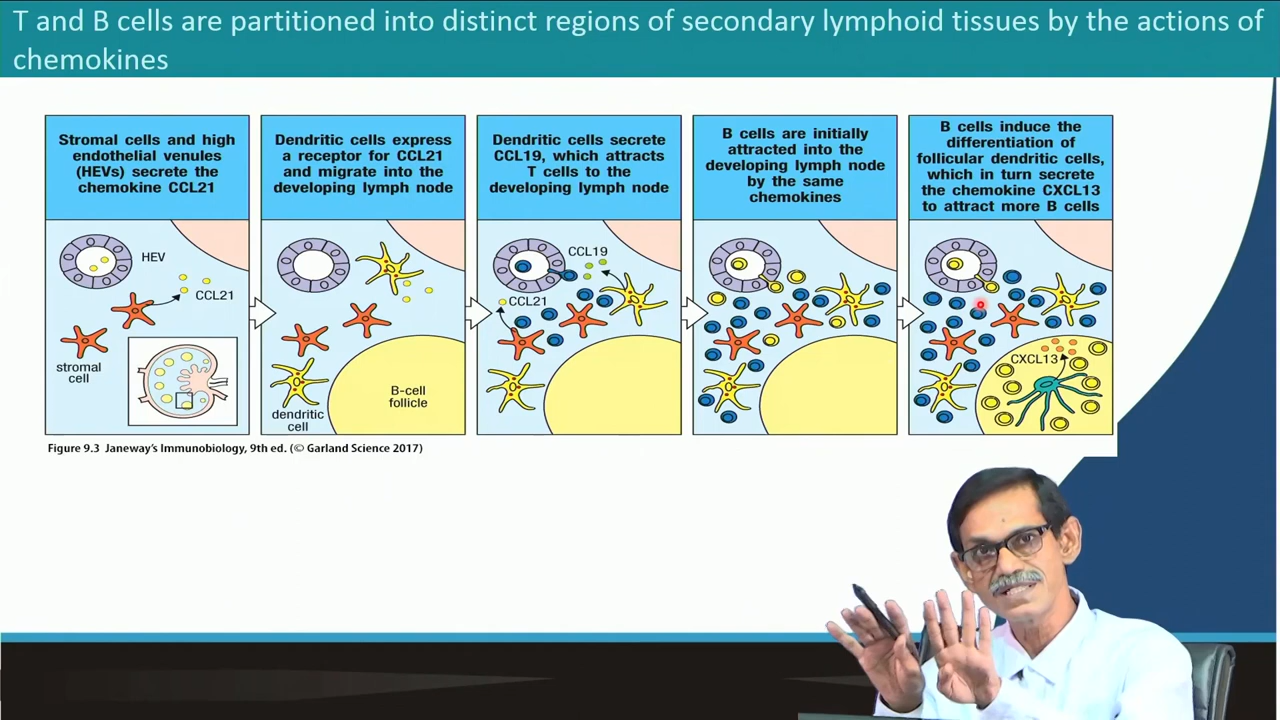 T and B cells are partitioned into distinct regions of secondary lymphoid tissues by the actions of
chemokines
Stromal cells and high
endothelial venules
(HEVs) secrete the
chemokine CCL21
Dendritic cells express
a receptor for CCL21
and migrate into the
developing lymph node
Dendritic cells secrete
CCL19, which attracts
T cells to the
developing lymph node
B cells are initially
attracted into the
developing lymph node
by the same
chemokines
B cells induce the
differentiation of
follicular dendritic cells,
which in turn secrete
the chemokine CXCL13
to attract more B cells
HEV
CCL21
stromal
cell
B-cell
follicle
dendritic
cell
CCL19
CCL21
CXCL13
Figure 9.3 Janeway's Immunobiology, 9th ed. (© Garland Science 2017)